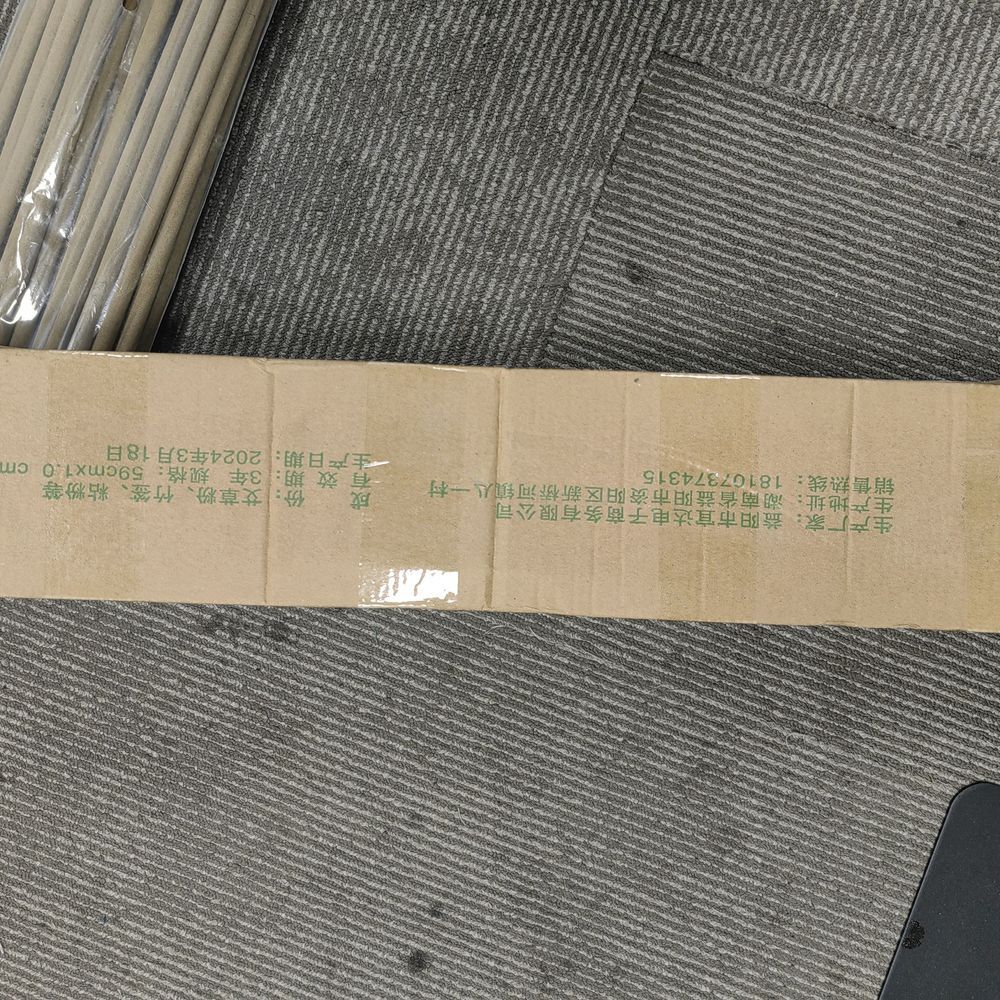 生产厂家：益阳市宜达电子商务有限公司
生产地址：湖南省益阳市资阳区新桥河镇八一村
销售热线：18107374315
成 份：艾草粉、竹签、粘粉等
有 效 期：3年 规格：59cmx1.0 cm
生产日期：2024年3月18日